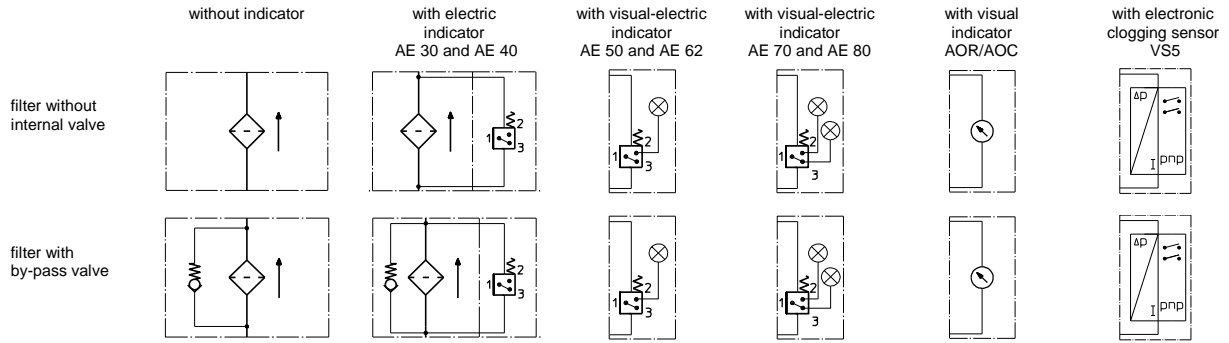 without indicator
with electric
indicator
AE 30 and AE 40
with visual-electric
indicator
AE 50 and AE 62
with visual-electric
indicator
AE 70 and AE 80
with visual
indicator
AOR/AOC
with electronic
clogging sensor
VS5
filter without
internal valve
1 2
3
1 2
3
1 2
3
Δp
I pnp
filter with
by-pass valve
1 2
3
1 2
3
1 2
3
Δp
I pnp